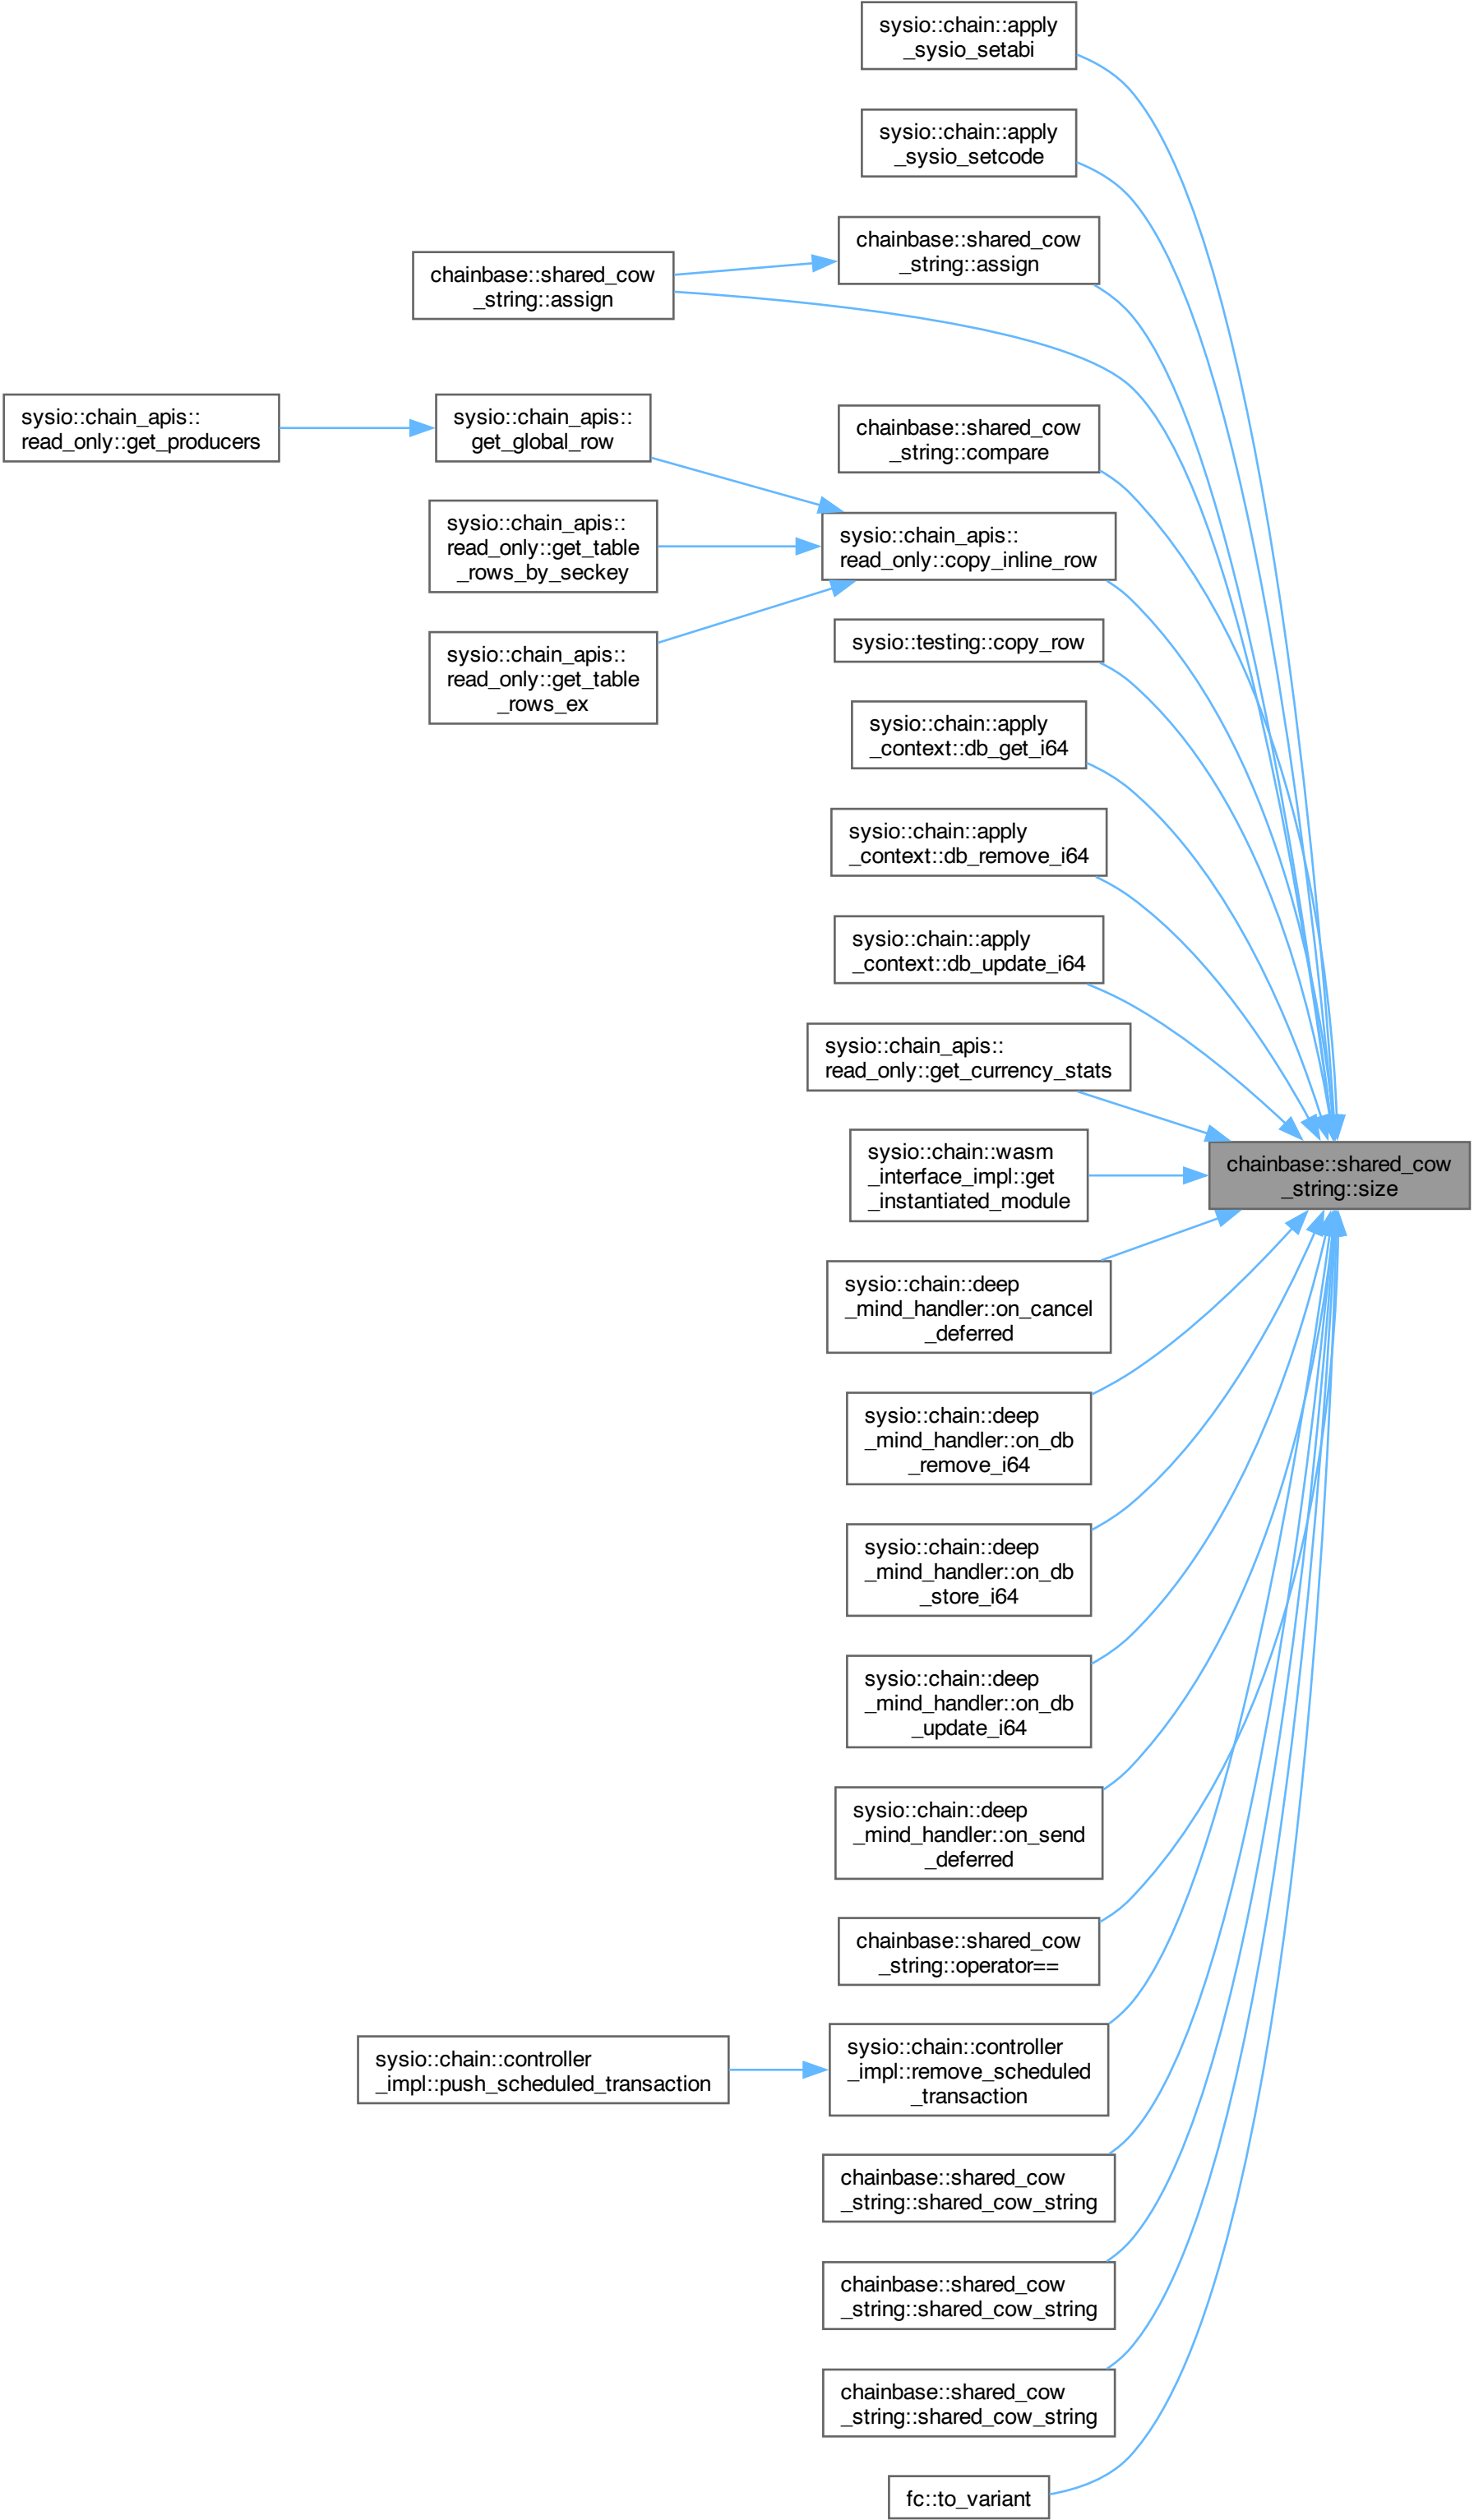 sysio::chain::apply
_sysio_setabi
sysio::chain::apply
_sysio_setcode
chainbase::shared_cow
_string::assign
chainbase::shared_cow
_string::assign
sysio::chain_apis::
read_only::get_producers
sysio::chain_apis::
get_global_row
chainbase::shared_cow
_string::compare
sysio::chain_apis::
read_only::get_table
_rows_by_seckey
sysio::chain_apis::
read_only::copy_inline_row
sysio::chain_apis::
read_only::get_table
_rows_ex
sysio::testing::copy_row
sysio::chain::apply
_context::db_get_i64
sysio::chain::apply
_context::db_remove_i64
sysio::chain::apply
_context::db_update_i64
sysio::chain_apis::
read_only::get_currency_stats
sysio::chain::wasm
_interface_impl::get
_instantiated_module
chainbase::shared_cow
_string::size
sysio::chain::deep
_mind_handler::on_cancel
_deferred
sysio::chain::deep
_mind_handler::on_db
_remove_i64
sysio::chain::deep
_mind_handler::on_db
_store_i64
sysio::chain::deep
_mind_handler::on_db
_update_i64
sysio::chain::deep
_mind_handler::on_send
_deferred
chainbase::shared_cow
_string::operator==
sysio::chain::controller
_impl::push_scheduled_transaction
sysio::chain::controller
_impl::remove_scheduled
_transaction
chainbase::shared_cow
_string::shared_cow_string
chainbase::shared_cow
_string::shared_cow_string
chainbase::shared_cow
_string::shared_cow_string
fc::to_variant